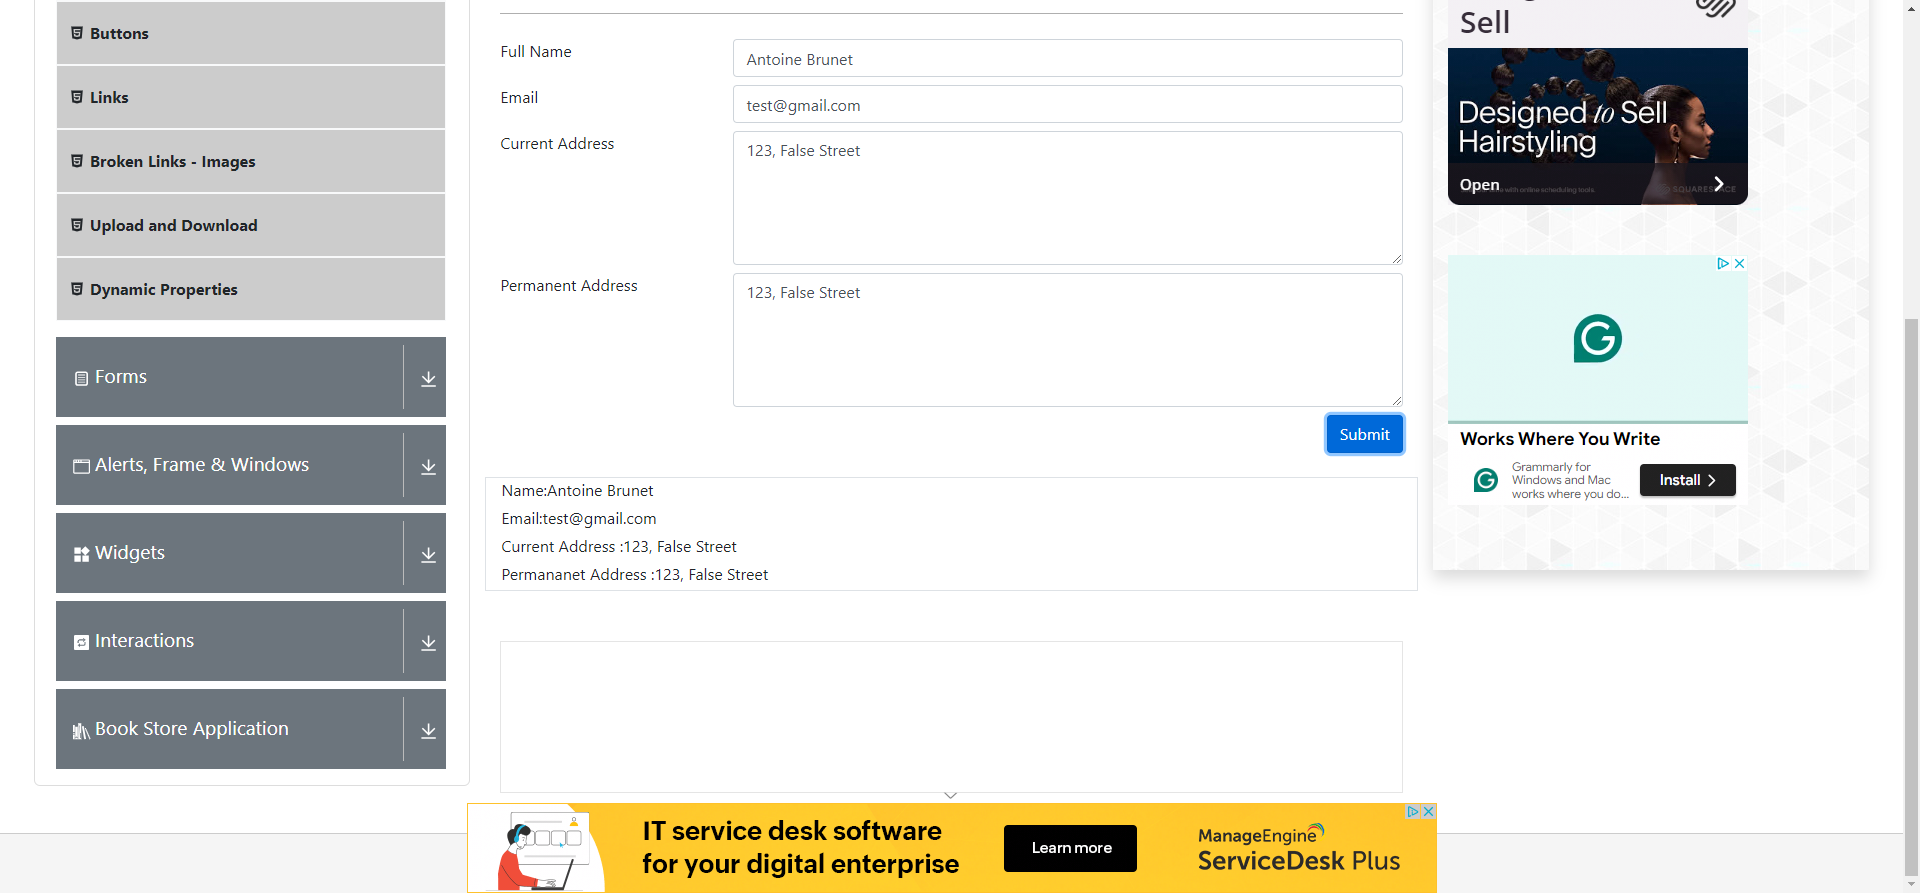 Buttons
Links
Broken Links - Images
Upload and Download
Dynamic Properties
Forms
Alerts, Frame & Windows
Widgets
Interactions
Book Store Application
Full Name
Antoine Brunet
Email
test@gmail.com
Current Address
123, False Street
Permanent Address
123, False Street
Submit
Name:Antoine Brunet
Email:test@gmail.com
Current Address :123, False Street
Permananet Address :123, False Street
Sell
Designed to Sell
Hairstyling
Open
with online scheduling tools.
SQUARESPACE
Works Where You Write
Grammarly for
Windows and Mac
works where you do...
Install
IT service desk software
for your digital enterprise
Learn more
ManageEngine
ServiceDesk Plus